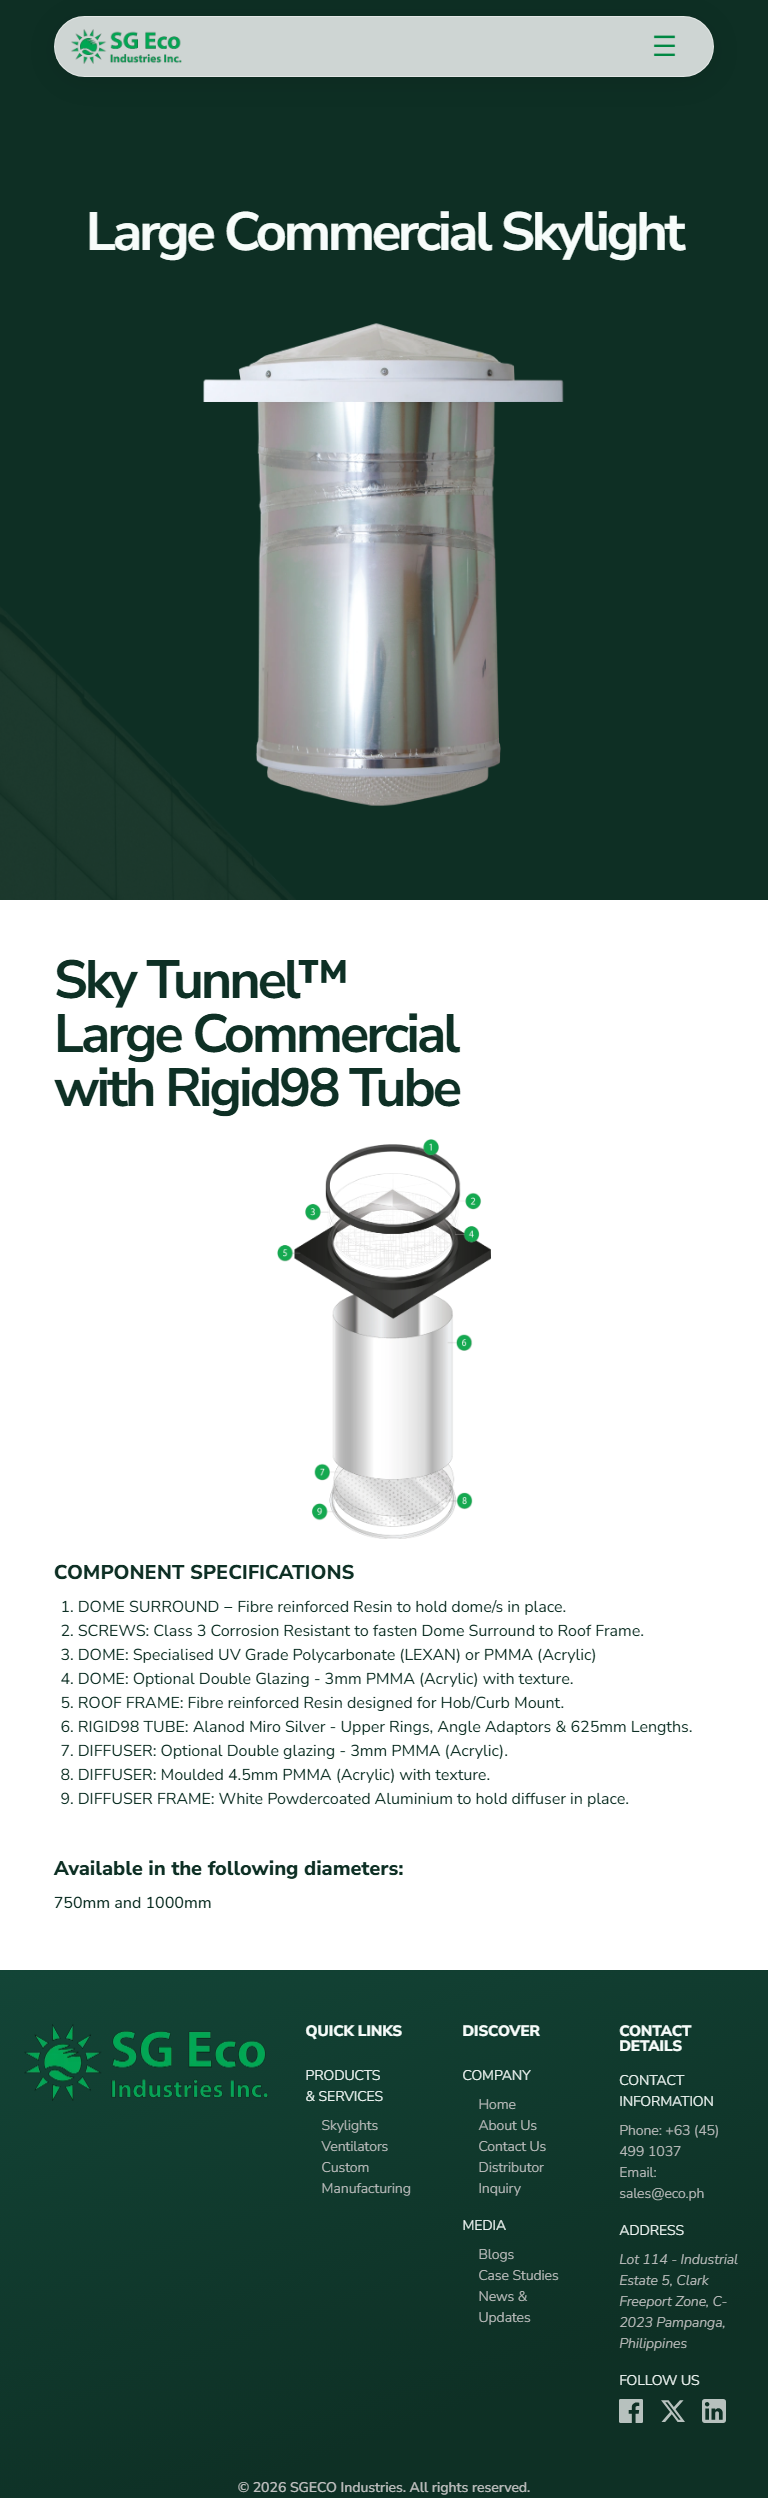 SG Eco
Industries Inc.
☰
Large Commercial Skylight
Sky Tunnel™
Large Commercial
with Rigid98 Tube
1
2
3
4
5
6
7
8
9
COMPONENT SPECIFICATIONS
1. DOME SURROUND – Fibre reinforced Resin to hold dome/s in place.
2. SCREWS: Class 3 Corrosion Resistant to fasten Dome Surround to Roof Frame.
3. DOME: Specialised UV Grade Polycarbonate (LEXAN) or PMMA (Acrylic)
4. DOME: Optional Double Glazing - 3mm PMMA (Acrylic) with texture.
5. ROOF FRAME: Fibre reinforced Resin designed for Hob/Curb Mount.
6. RIGID98 TUBE: Alanod Miro Silver - Upper Rings, Angle Adaptors & 625mm Lengths.
7. DIFFUSER: Optional Double glazing - 3mm PMMA (Acrylic).
8. DIFFUSER: Moulded 4.5mm PMMA (Acrylic) with texture.
9. DIFFUSER FRAME: White Powdercoated Aluminium to hold diffuser in place.
Available in the following diameters:
750mm and 1000mm
SG Eco
Industries Inc.
QUICK LINKS
PRODUCTS
& SERVICES
Skylights
Ventilators
Custom
Manufacturing
DISCOVER
COMPANY
Home
About Us
Contact Us
Distributor
Inquiry
MEDIA
Blogs
Case Studies
News &
Updates
CONTACT
DETAILS
CONTACT
INFORMATION
Phone: +63 (45)
499 1037
Email:
sales@eco.ph
ADDRESS
Lot 114 - Industrial
Estate 5, Clark
Freeport Zone, C-
2023 Pampanga,
Philippines
FOLLOW US
© 2026 SGECO Industries. All rights reserved.